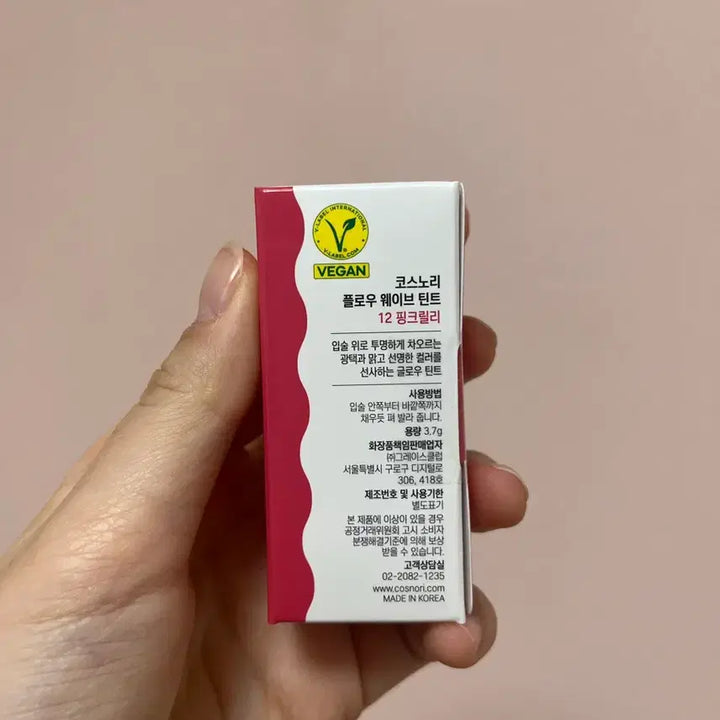 V-LABEL INTERNATIONAL
V-LABEL.COM
VEGAN
코스노리
플로우 웨이브 틴트
12 핑크릴리
입술 위로 투명하게 차오르는
광택과 맑고 선명한 컬러를
선사하는 글로우 틴트
사용방법
입술 안쪽부터 바깥쪽까지
채우듯 펴 발라 줍니다.
용량 3.7g
화장품책임판매업자
㈜그레이스클럽
서울특별시 구로구 디지털로
306, 418호
제조번호 및 사용기한
별도표기
본 제품에 이상이 있을 경우
공정거래위원회 고시 소비자
분쟁해결기준에 의해 보상
받을 수 있습니다.
고객상담실
02-2082-1235
www.cosnori.com
MADE IN KOREA